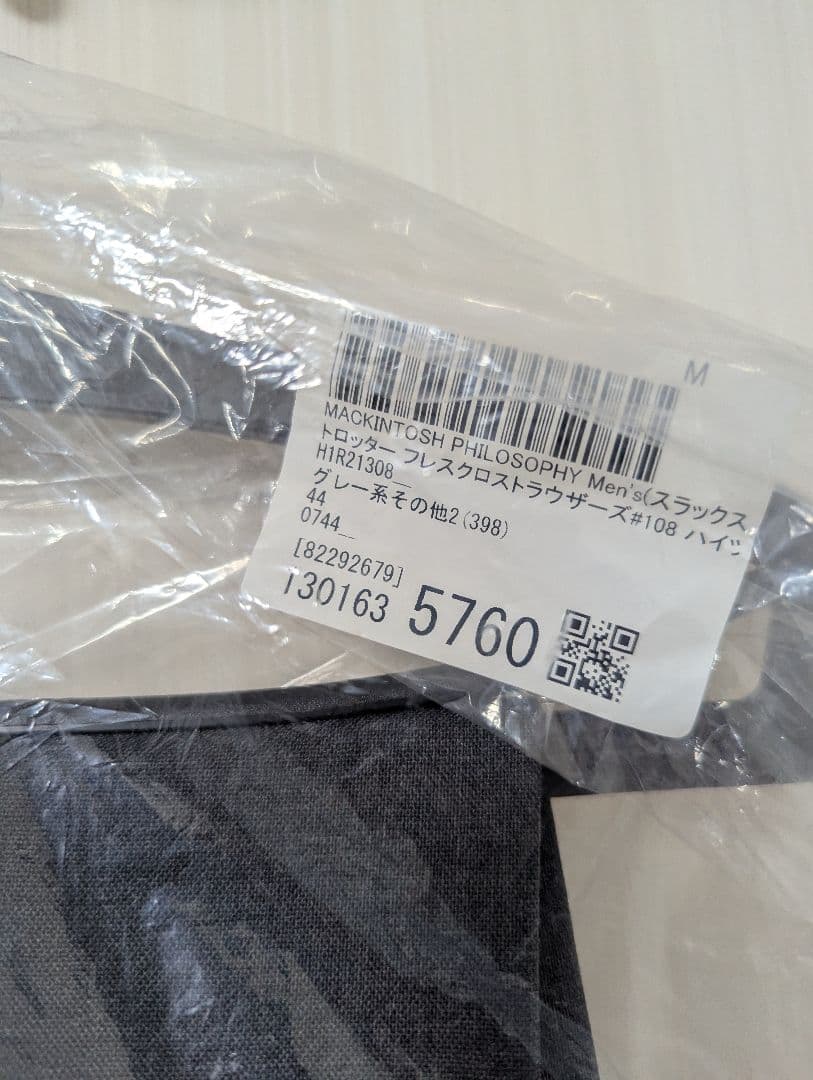 M
MACKINTOSH PHILOSOPHY Men's(スラックス
トロッター フレスクロストラウザーズ#108 ハイツ
H1R21308__
グレー系その他2(398)
44
0744__
[82292679]
130163 5760